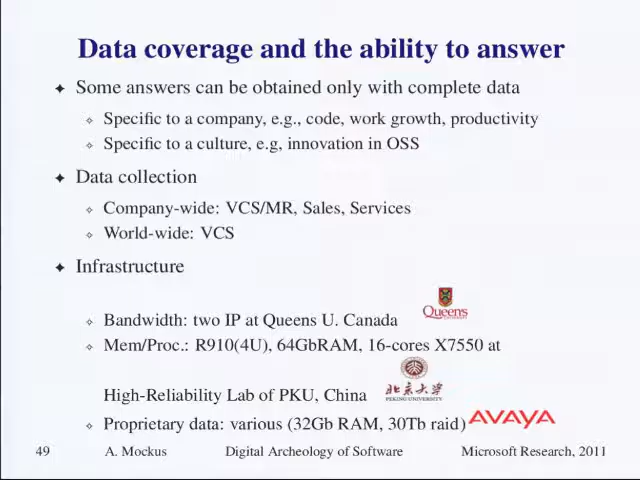 Data coverage and the ability to answer
✦ Some answers can be obtained only with complete data
✧ Specific to a company, e.g., code, work growth, productivity
✧ Specific to a culture, e.g, innovation in OSS
✦ Data collection
✧ Company-wide: VCS/MR, Sales, Services
✧ World-wide: VCS
✦ Infrastructure
Queens
✧ Bandwidth: two IP at Queens U. Canada
✧ Mem/Proc.: R910(4U), 64GbRAM, 16-cores X7550 at
北京大学
PEKING UNIVERSITY
High-Reliability Lab of PKU, China
✧ Proprietary data: various (32Gb RAM, 30Tb raid) AVAYA
49 A. Mockus Digital Archeology of Software Microsoft Research, 2011